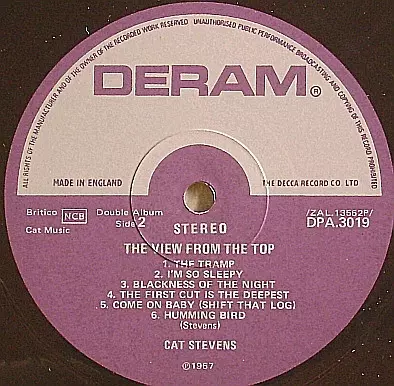 ALL RIGHTS OF THE MANUFACTURER AND OF THE OWNER OF THE RECORDED WORK RESERVED UNAUTHORISED PUBLIC PERFORMANCE BROADCASTING AND COPYING OF THIS RECORD PROHIBITED
DERAM®
MADE IN ENGLAND THE DECCA RECORD CO. LTD
Britico NCB Double Album /ZAL.13562P/
Cat Music Side 2 STEREO DPA.3019
THE VIEW FROM THE TOP
1. THE TRAMP
2. I'M SO SLEEPY
3. BLACKNESS OF THE NIGHT
4. THE FIRST CUT IS THE DEEPEST
5. COME ON BABY (SHIFT THAT LOG)
6. HUMMING BIRD
(Stevens)
CAT STEVENS
℗1967